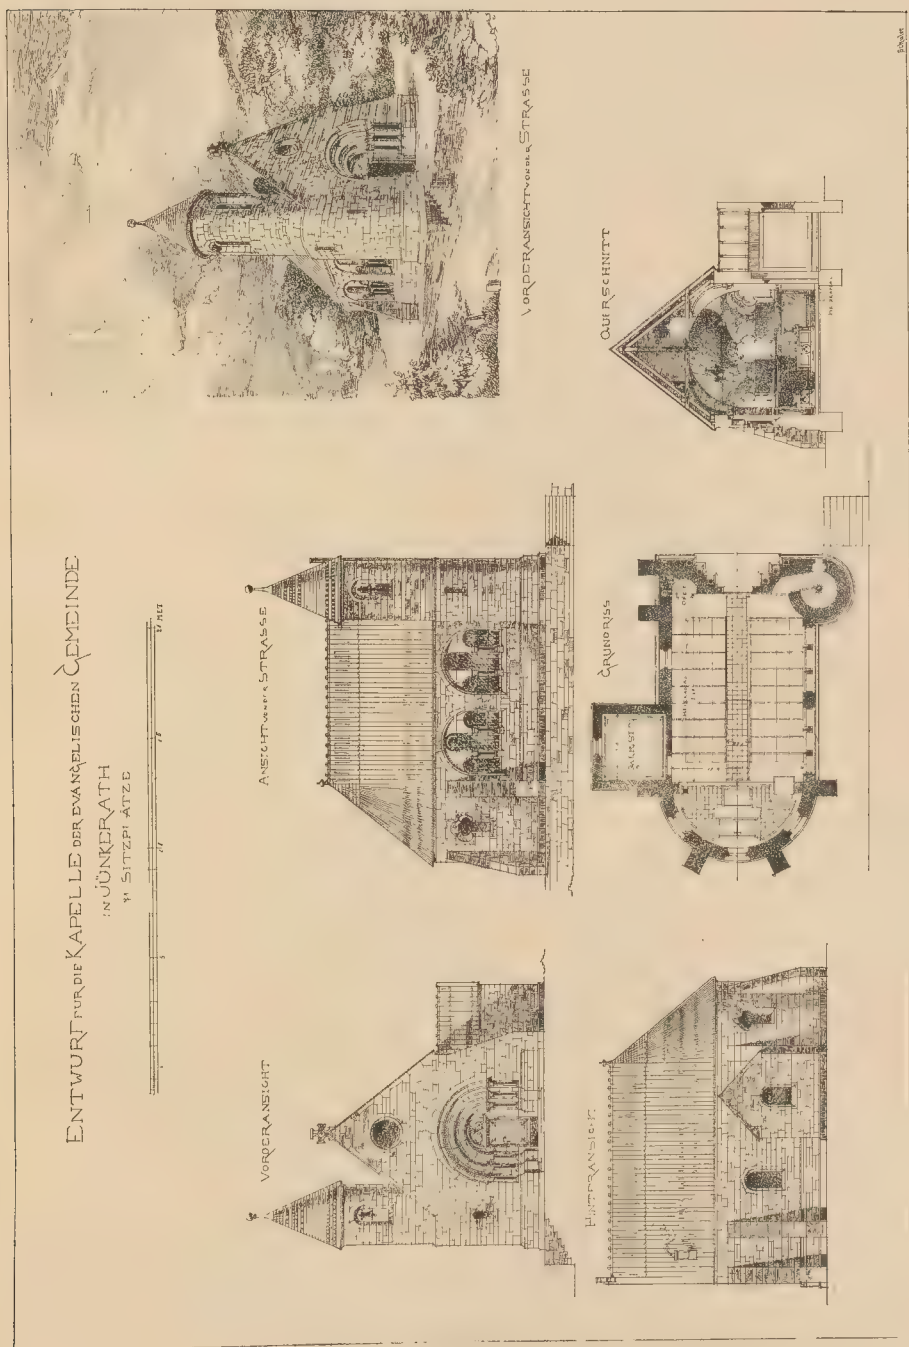 ENTWURF FÜR DIE KAPELLE DER EVANGELISCHEN GEMEINDE
IN JÜNKERATH
SITZPLÄTZE
VORDERANSICHT
ANSICHT VON DER STRASSE
VORDERANSICHT VON DER STRASSE
HINTERANSICHT
GRUNDRISS
QUERSCHNITT